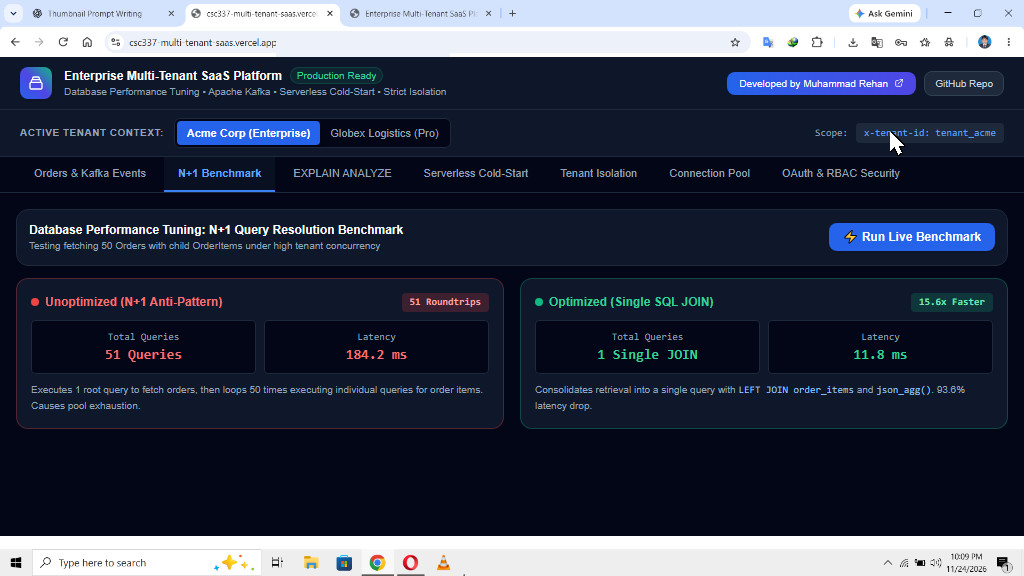 Thumbnail Prompt Writing
csc337-multi-tenant-saas.vercel
Enterprise Multi-Tenant SaaS Pl
Ask Gemini
csc337-multi-tenant-saas.vercel.app
Enterprise Multi-Tenant SaaS Platform
Production Ready
Database Performance Tuning • Apache Kafka • Serverless Cold-Start • Strict Isolation
Developed by Muhammad Rehan
GitHub Repo
ACTIVE TENANT CONTEXT:
Acme Corp (Enterprise)
Globex Logistics (Pro)
Scope:
x-tenant-id: tenant_acme
Orders & Kafka Events
N+1 Benchmark
EXPLAIN ANALYZE
Serverless Cold-Start
Tenant Isolation
Connection Pool
OAuth & RBAC Security
Database Performance Tuning: N+1 Query Resolution Benchmark
Testing fetching 50 Orders with child OrderItems under high tenant concurrency
⚡ Run Live Benchmark
Unoptimized (N+1 Anti-Pattern)
51 Roundtrips
Total Queries
51 Queries
Latency
184.2 ms
Executes 1 root query to fetch orders, then loops 50 times executing individual queries for order items.
Causes pool exhaustion.
Optimized (Single SQL JOIN)
15.6x Faster
Total Queries
1 Single JOIN
Latency
11.8 ms
Consolidates retrieval into a single query with LEFT JOIN order_items and json_agg(). 93.6%
latency drop.
Type here to search
10:09 PM
11/24/2026
1